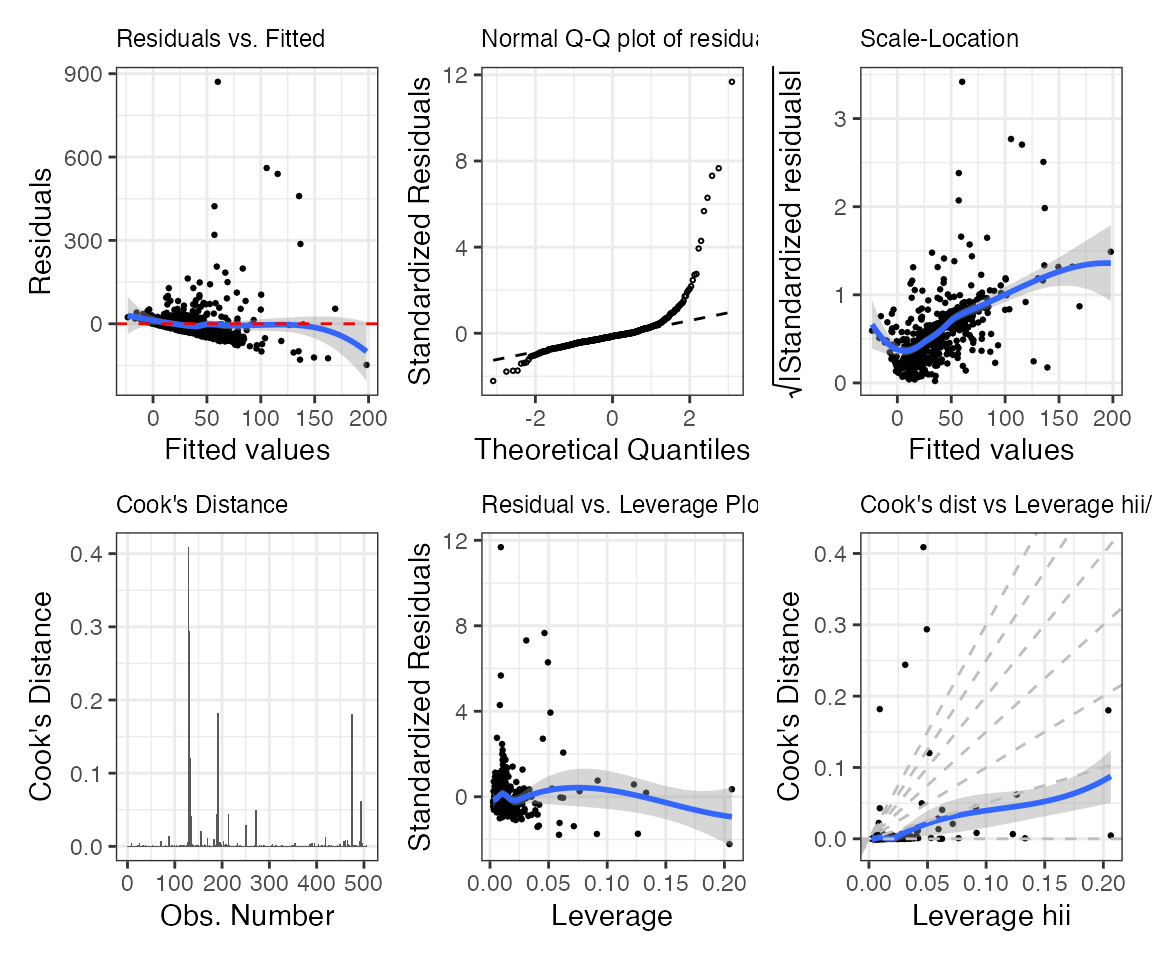 Residuals vs. Fitted
Normal Q-Q plot of residua
Scale-Location
900
600
300
0
Residuals
0 50 100 150 200
Fitted values
12
8
4
0
Standardized Residuals
-2 0 2
Theoretical Quantiles
3
2
1
0
√|Standardized residuals|
0 50 100 150 200
Fitted values
Cook's Distance
Residual vs. Leverage Plo
Cook's dist vs Leverage hii/
0.4
0.3
0.2
0.1
0.0
Cook's Distance
0 100 200 300 400 500
Obs. Number
12
8
4
0
Standardized Residuals
0.00 0.05 0.10 0.15 0.20
Leverage
0.4
0.3
0.2
0.1
0.0
Cook's Distance
0.00 0.05 0.10 0.15 0.20
Leverage hii